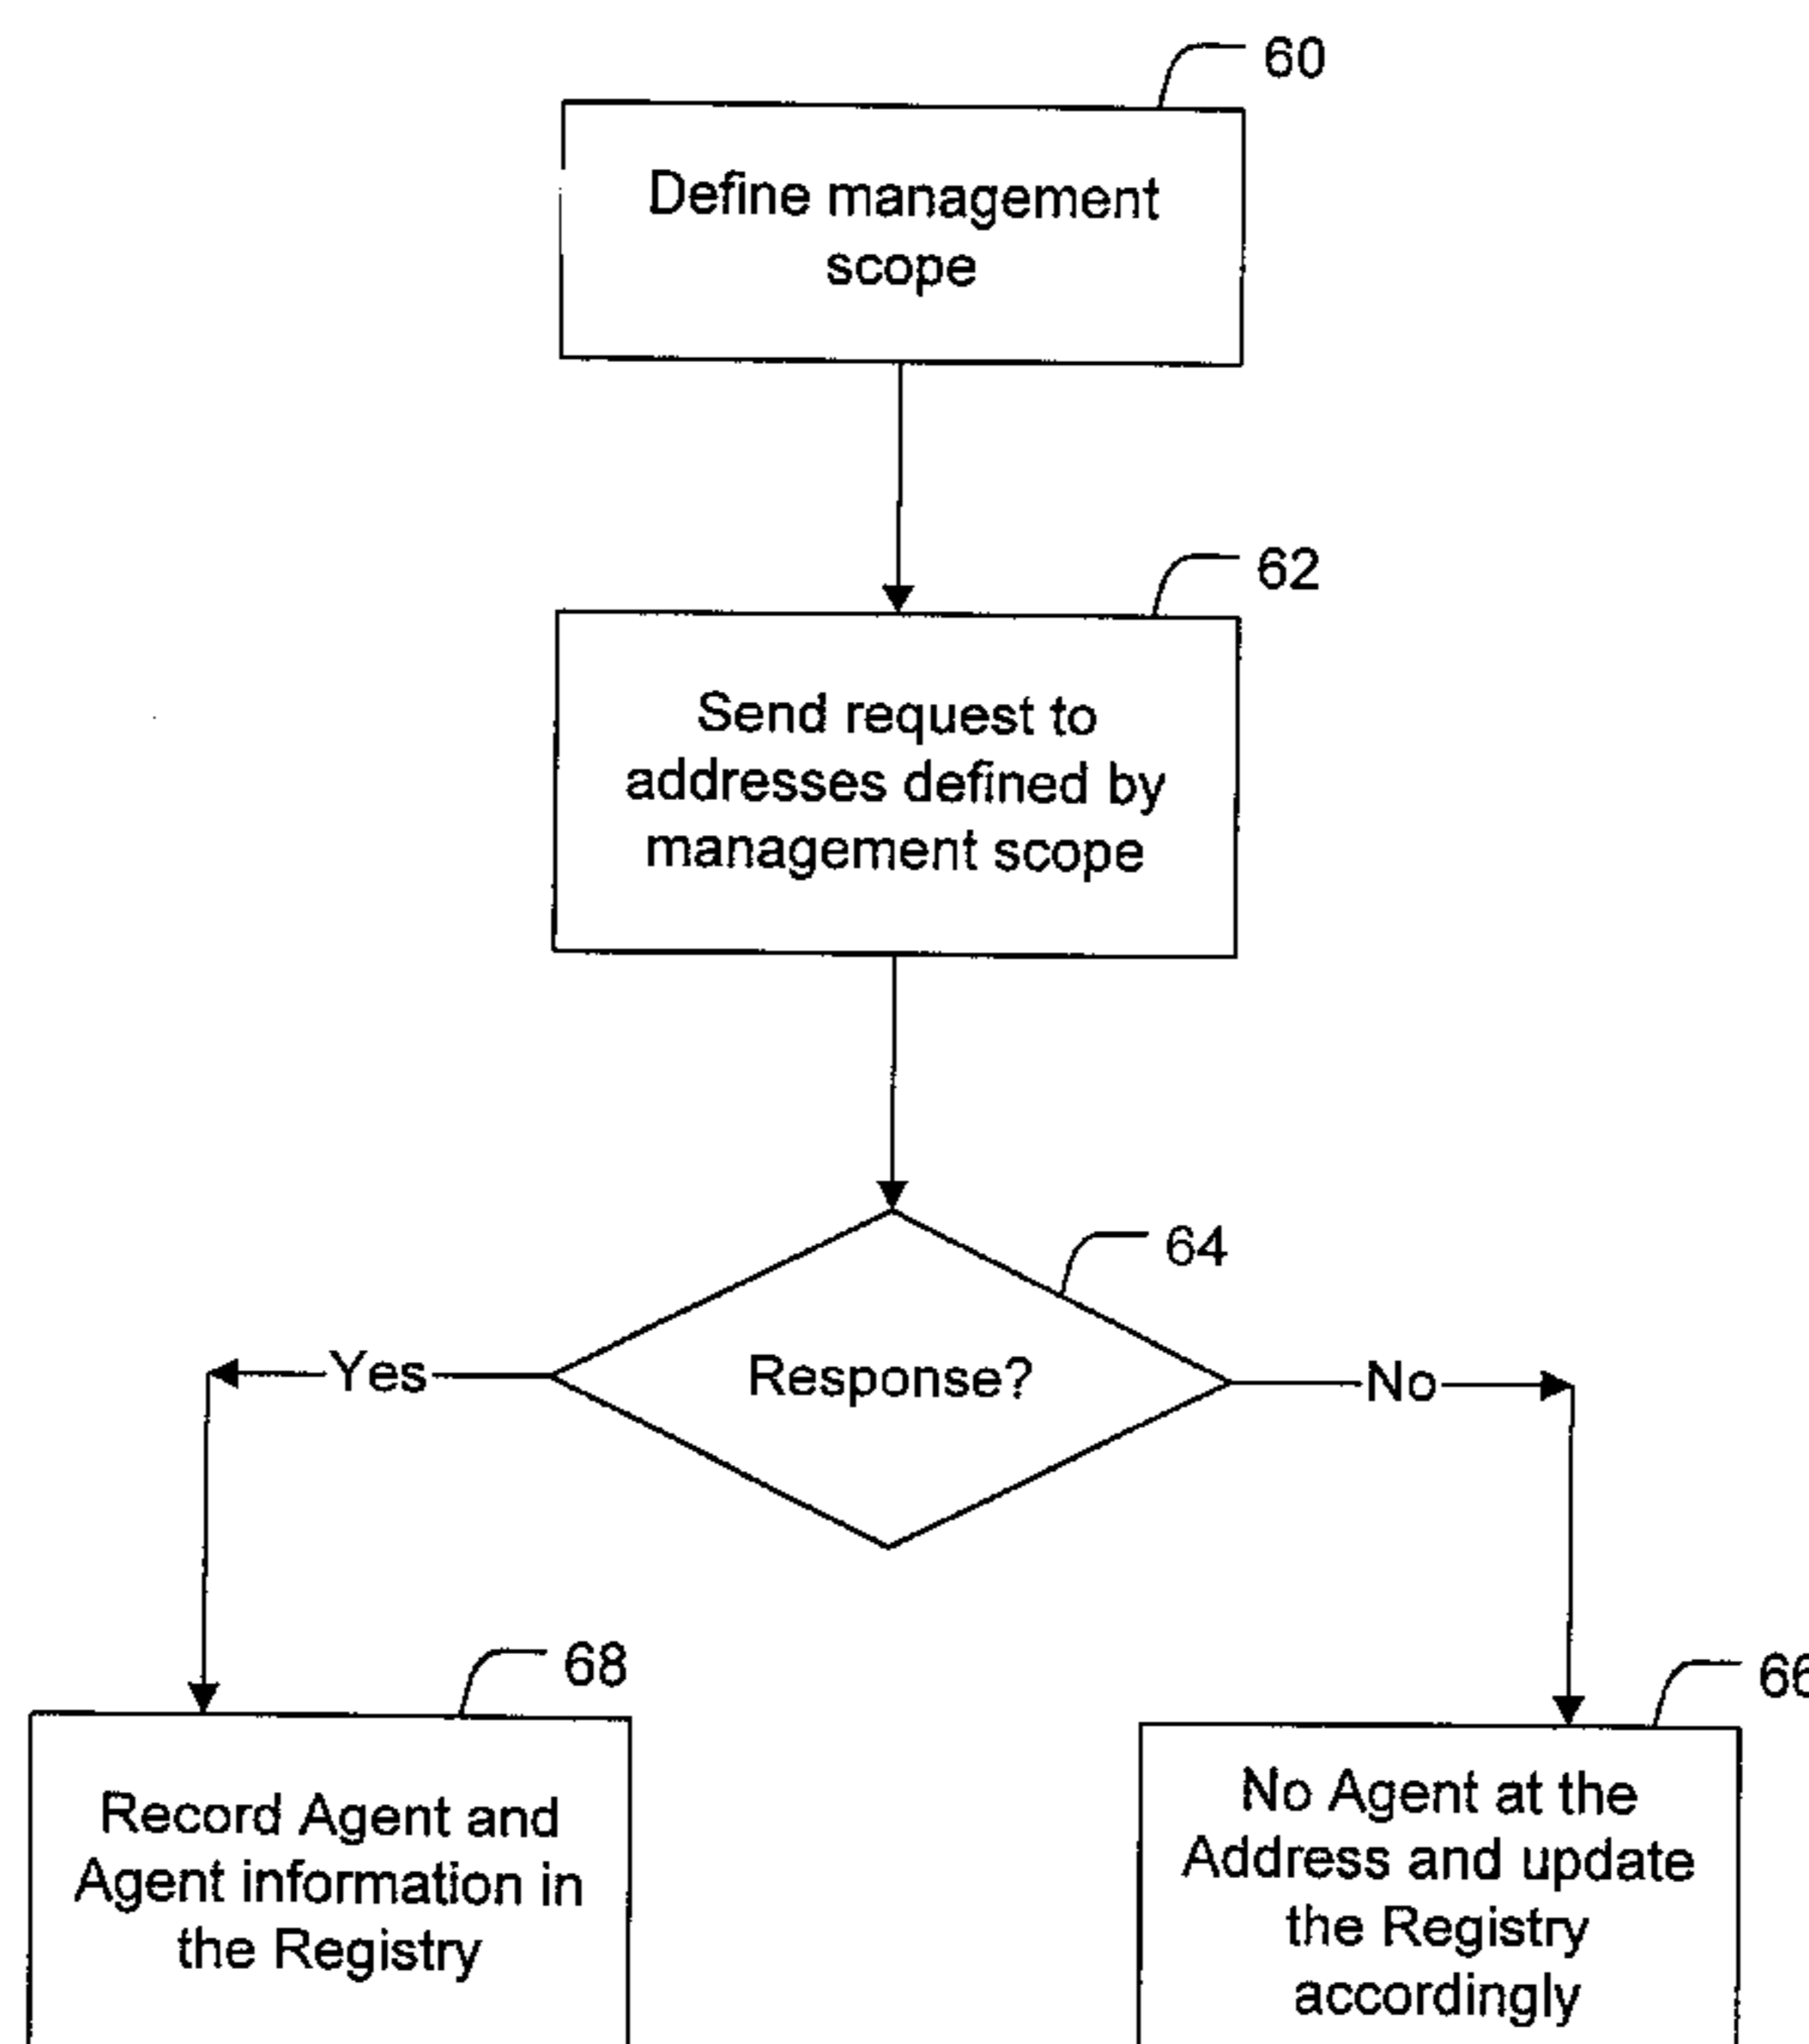 60
Define management
scope
62
Send request to
addresses defined by
management scope
64
Response?
Yes
No
68
66
Record Agent and
Agent information in
the Registry
No Agent at the
Address and update
the Registry
accordingly